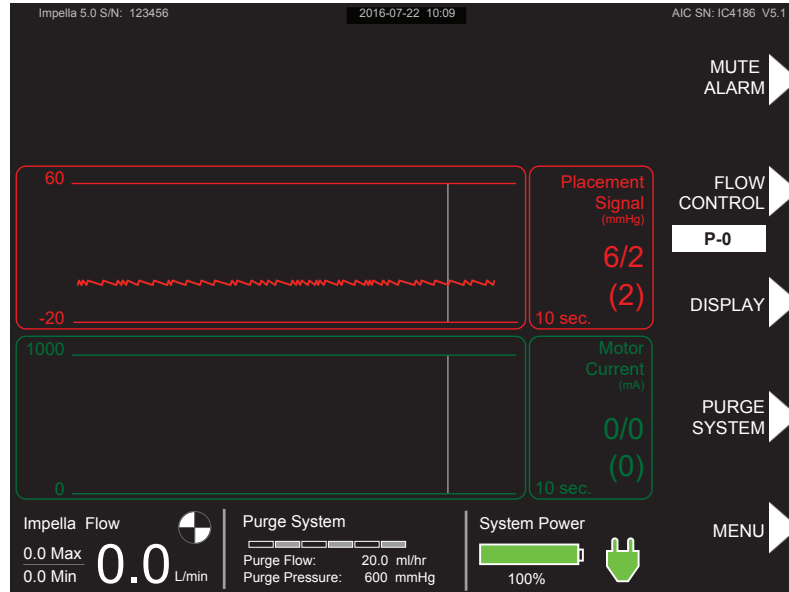 Impella 5.0 S/N: 123456
2016-07-22 10:09
AIC SN: IC4186 V5.1
MUTE
ALARM
60
-20
Placement
Signal
(mmHg)
6/2
(2)
10 sec.
FLOW
CONTROL
P-0
DISPLAY
1000
0
Motor
Current
(mA)
0/0
(0)
10 sec.
PURGE
SYSTEM
Impella Flow
0.0 Max
0.0 Min
0.0 L/min
Purge System
Purge Flow: 20.0 ml/hr
Purge Pressure: 600 mmHg
System Power
100%
MENU